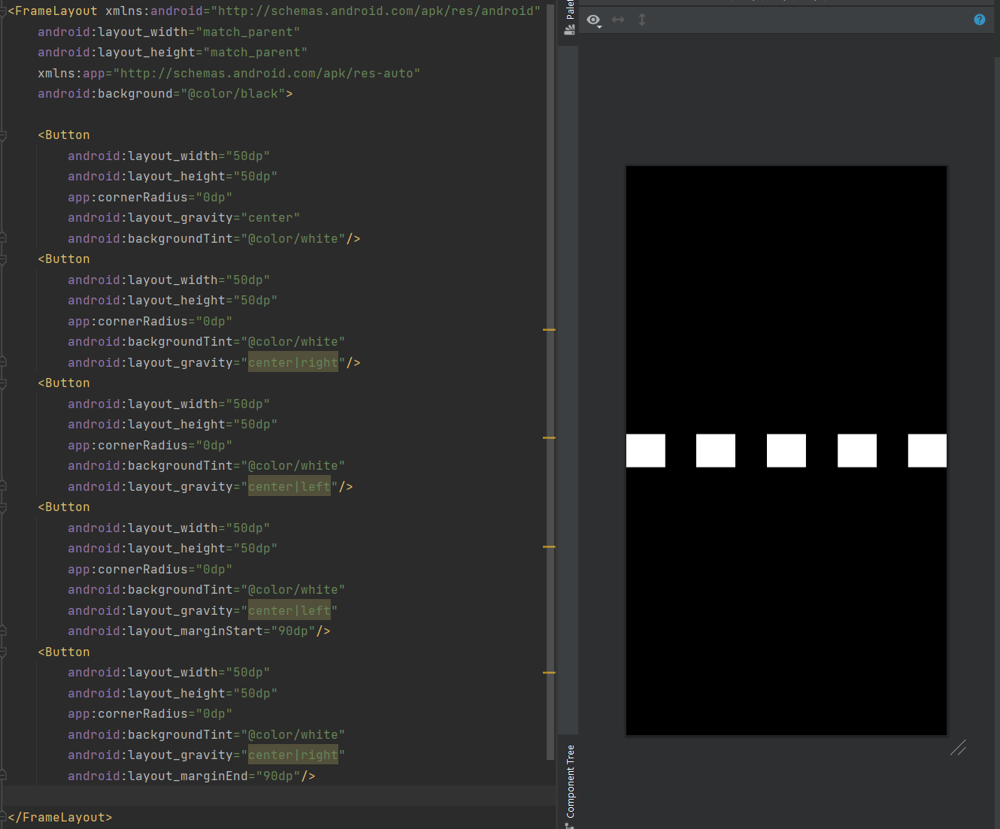 <FrameLayout xmlns:android="http://schemas.android.com/apk/res/android"
    android:layout_width="match_parent"
    android:layout_height="match_parent"
    xmlns:app="http://schemas.android.com/apk/res-auto"
    android:background="@color/black">

    <Button
        android:layout_width="50dp"
        android:layout_height="50dp"
        app:cornerRadius="0dp"
        android:layout_gravity="center"
        android:backgroundTint="@color/white"/>
    <Button
        android:layout_width="50dp"
        android:layout_height="50dp"
        app:cornerRadius="0dp"
        android:backgroundTint="@color/white"
        android:layout_gravity="center|right"/>
    <Button
        android:layout_width="50dp"
        android:layout_height="50dp"
        app:cornerRadius="0dp"
        android:backgroundTint="@color/white"
        android:layout_gravity="center|left"/>
    <Button
        android:layout_width="50dp"
        android:layout_height="50dp"
        app:cornerRadius="0dp"
        android:backgroundTint="@color/white"
        android:layout_gravity="center|left"
        android:layout_marginStart="90dp"/>
    <Button
        android:layout_width="50dp"
        android:layout_height="50dp"
        app:cornerRadius="0dp"
        android:backgroundTint="@color/white"
        android:layout_gravity="center|right"
        android:layout_marginEnd="90dp"/>

</FrameLayout>
Component Tree
?